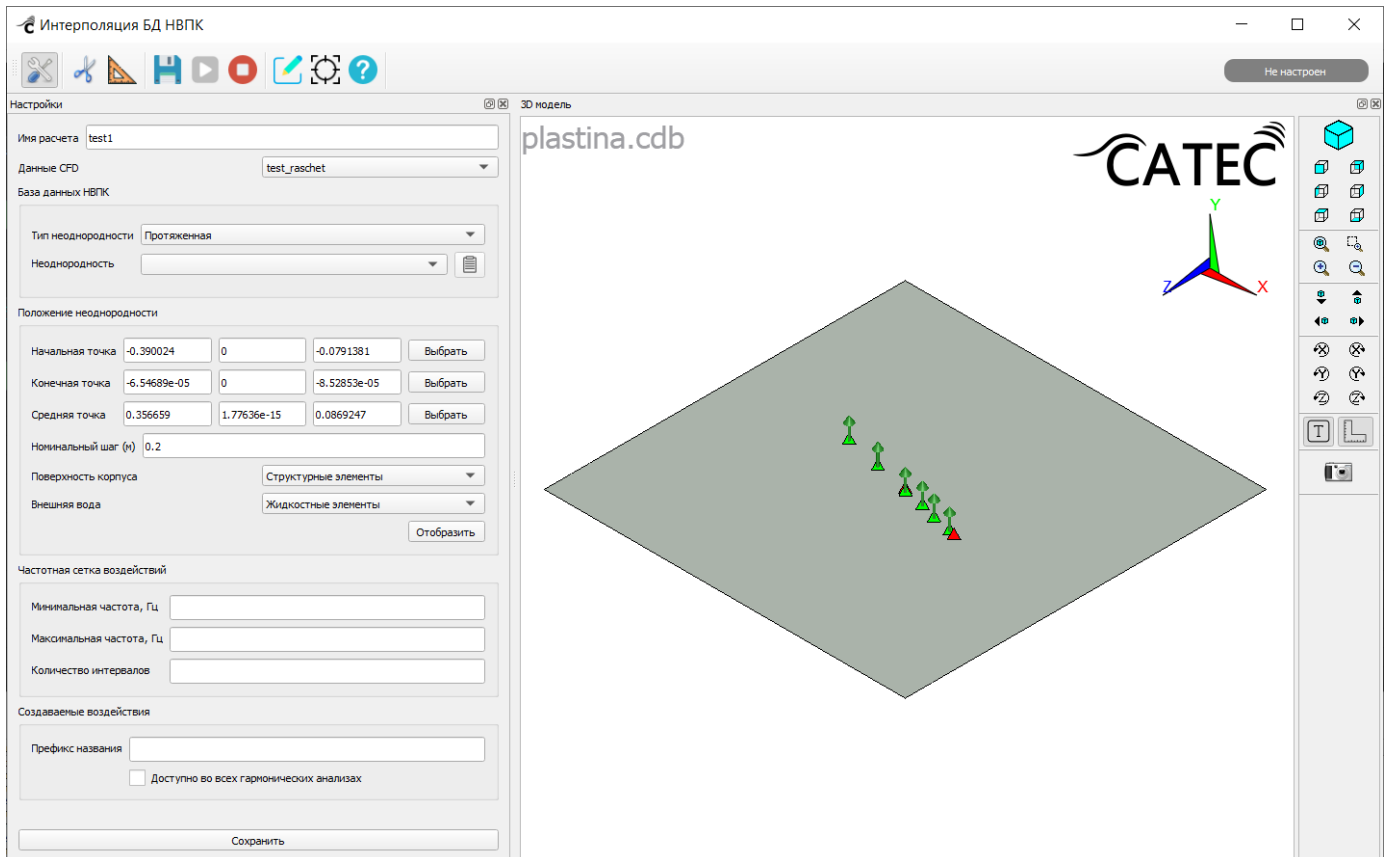 Интерполяция БД НВПК
Не настроен
Настройки
Имя расчета test1
Данные CFD test_raschet
База данных НВПК
Тип неоднородности Протяженная
Неоднородность
Положение неоднородности
Начальная точка -0.390024 0 -0.0791381 Выбрать
Конечная точка -6.54689e-05 0 -8.52853e-05 Выбрать
Средняя точка 0.356659 1.77636e-15 0.0869247 Выбрать
Номинальный шаг (м) 0.2
Поверхность корпуса Структурные элементы
Внешняя вода Жидкостные элементы
Отобразить
Частотная сетка воздействий
Минимальная частота, Гц
Максимальная частота, Гц
Количество интервалов
Создаваемые воздействия
Префикс названия
Доступно во всех гармонических анализах
Сохранить
3D модель
plastina.cdb
CATEC
Y
Z X
X X
Y Y
Z Z
T